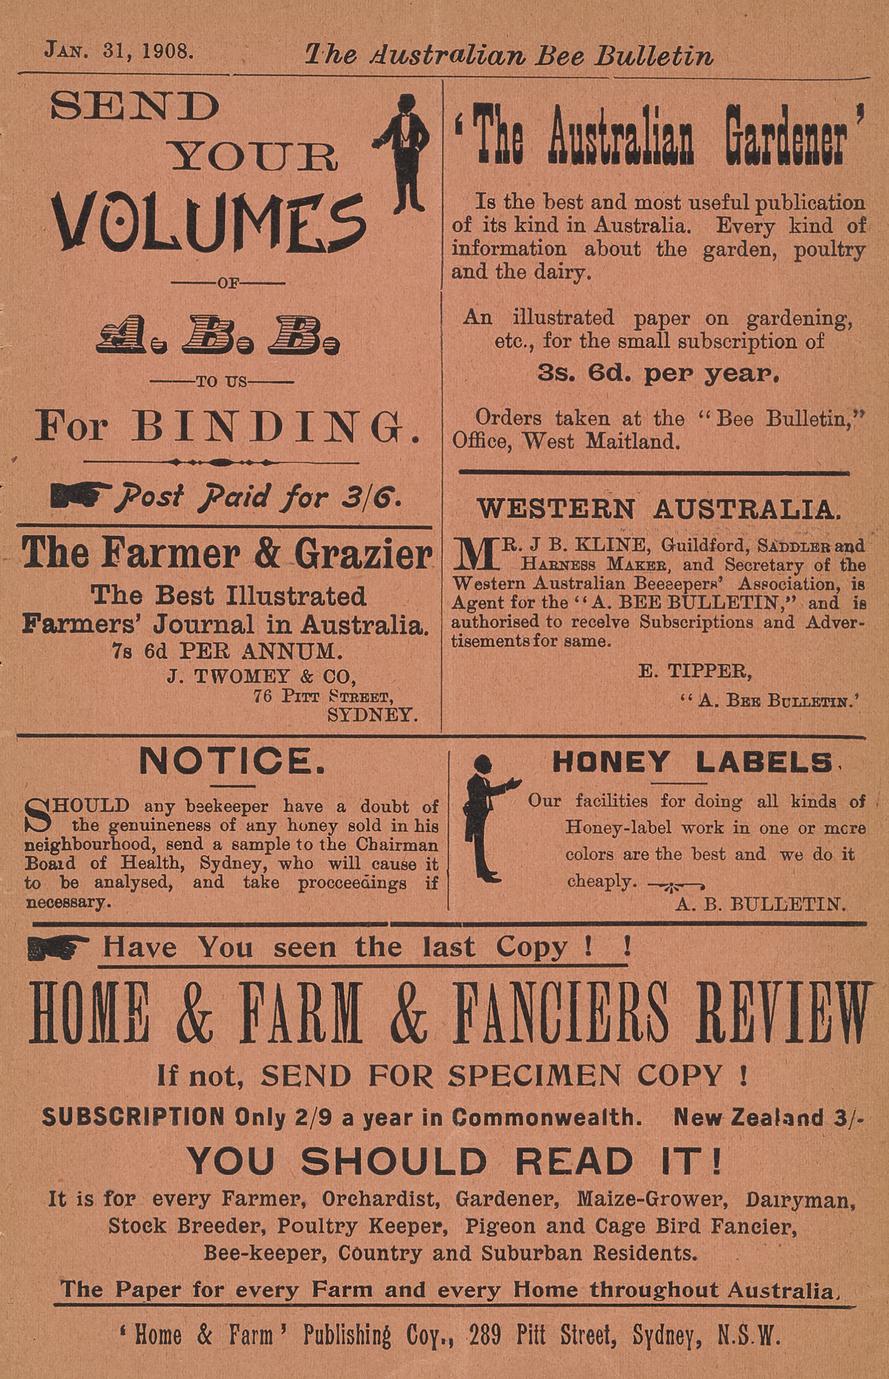 JAN. 31, 1908.
The Australian Bee Bulletin
SEND
YOUR
VOLUMES
OF
A. B. B.
TO US
For BINDING.
Post Paid for 3/6.
The Farmer & Grazier
The Best Illustrated
Farmers' Journal in Australia.
7s 6d PER ANNUM.
J. TWOMEY & CO,
76 PITT STREET,
SYDNEY.
'The Australian Gardener'
Is the best and most useful publication
of its kind in Australia. Every kind of
information about the garden, poultry
and the dairy.
An illustrated paper on gardening,
etc., for the small subscription of
3s. 6d. per year.
Orders taken at the "Bee Bulletin,"
Office, West Maitland.
WESTERN AUSTRALIA.
MR. J B. KLINE, Guildford, SADDLER and
HARNESS MAKER, and Secretary of the
Western Australian Beeeepers' Association, is
Agent for the "A. BEE BULLETIN," and is
authorised to receive Subscriptions and Adver-
tisements for same.
E. TIPPER,
"A. BEE BULLETIN.'
NOTICE.
SHOULD any beekeeper have a doubt of
the genuineness of any honey sold in his
neighbourhood, send a sample to the Chairman
Board of Health, Sydney, who will cause it
to be analysed, and take procceedings if
necessary.
HONEY LABELS.
Our facilities for doing all kinds of
Honey-label work in one or mcre
colors are the best and we do it
cheaply.
A. B. BULLETIN.
Have You seen the last Copy ! !
HOME & FARM & FANCIERS REVIEW
If not, SEND FOR SPECIMEN COPY !
SUBSCRIPTION Only 2/9 a year in Commonwealth. New Zealand 3/-
YOU SHOULD READ IT!
It is for every Farmer, Orchardist, Gardener, Maize-Grower, Dairyman,
Stock Breeder, Poultry Keeper, Pigeon and Cage Bird Fancier,
Bee-keeper, Country and Suburban Residents.
The Paper for every Farm and every Home throughout Australia.
'Home & Farm' Publishing Coy., 289 Pitt Street, Sydney, N.S.W.